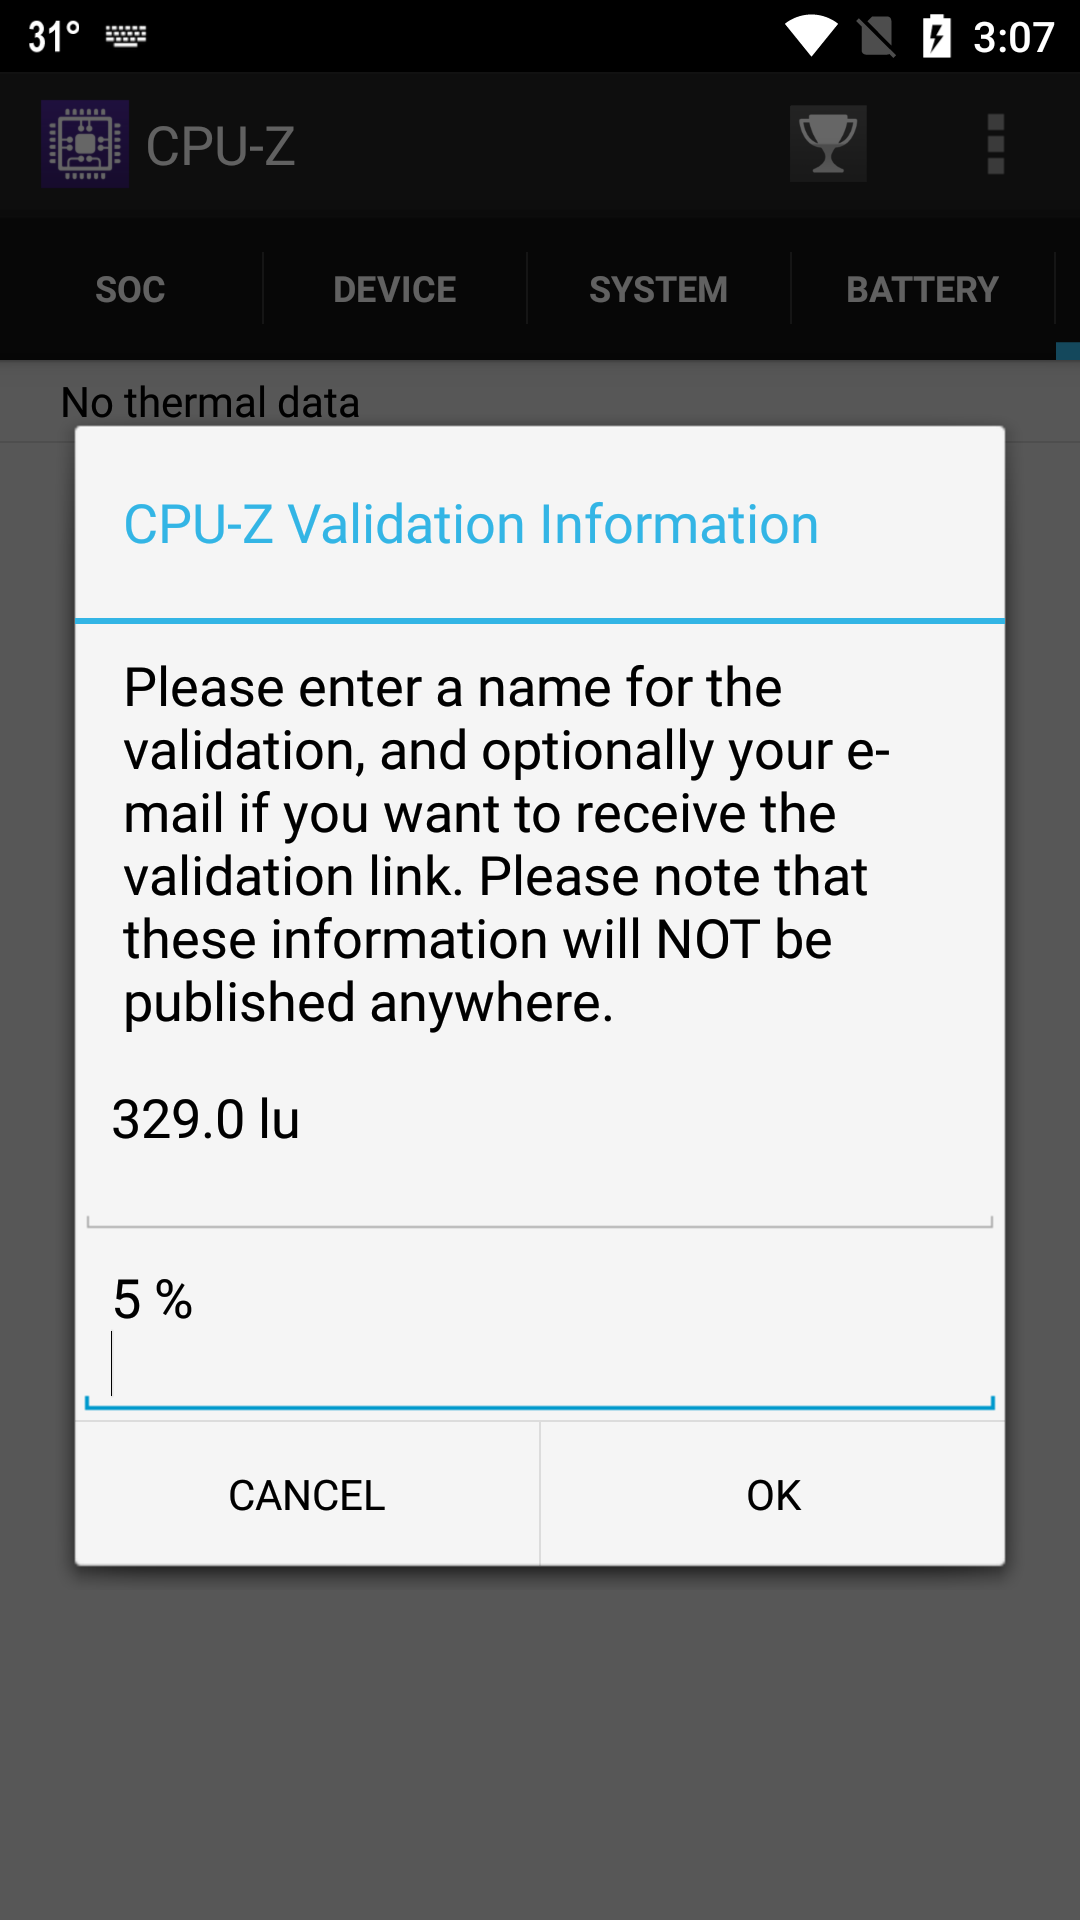 31°
3:07
CPU-Z
SOC
DEVICE
SYSTEM
BATTERY
No thermal data
CPU-Z Validation Information
Please enter a name for the
validation, and optionally your e-
mail if you want to receive the
validation link. Please note that
these information will NOT be
published anywhere.
329.0 lu
5 %
CANCEL
OK